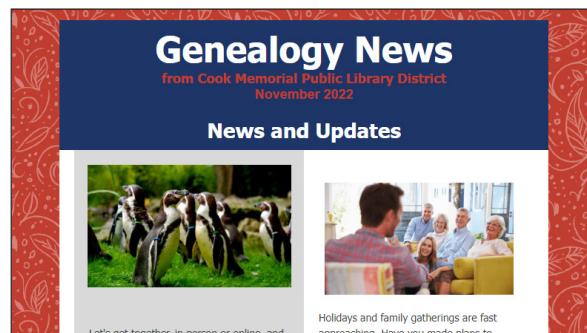 Genealogy News
from Cook Memorial Public Library District
November 2022
News and Updates
Let's get together, in person or online, and
Holidays and family gatherings are fast
approaching. Have you made plans to